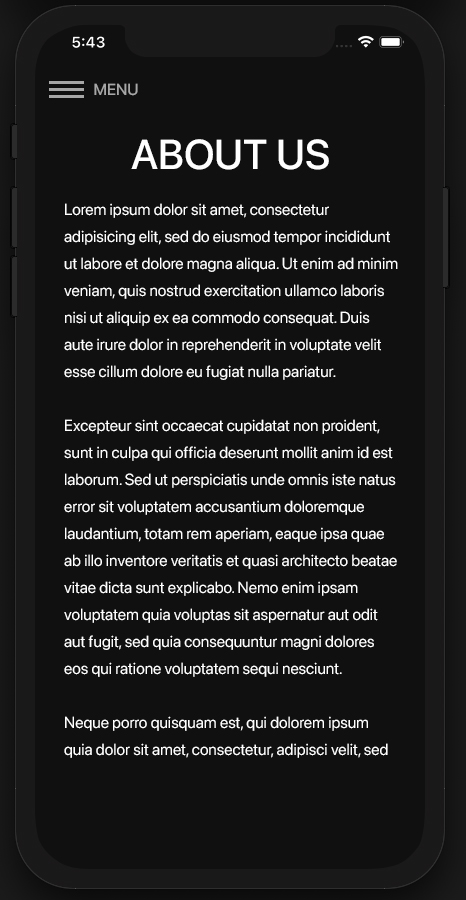 5:43
MENU
ABOUT US
Lorem ipsum dolor sit amet, consectetur
adipisicing elit, sed do eiusmod tempor incididunt
ut labore et dolore magna aliqua. Ut enim ad minim
veniam, quis nostrud exercitation ullamco laboris
nisi ut aliquip ex ea commodo consequat. Duis
aute irure dolor in reprehenderit in voluptate velit
esse cillum dolore eu fugiat nulla pariatur.
Excepteur sint occaecat cupidatat non proident,
sunt in culpa qui officia deserunt mollit anim id est
laborum. Sed ut perspiciatis unde omnis iste natus
error sit voluptatem accusantium doloremque
laudantium, totam rem aperiam, eaque ipsa quae
ab illo inventore veritatis et quasi architecto beatae
vitae dicta sunt explicabo. Nemo enim ipsam
voluptatem quia voluptas sit aspernatur aut odit
aut fugit, sed quia consequuntur magni dolores
eos qui ratione voluptatem sequi nesciunt.
Neque porro quisquam est, qui dolorem ipsum
quia dolor sit amet, consectetur, adipisci velit, sed